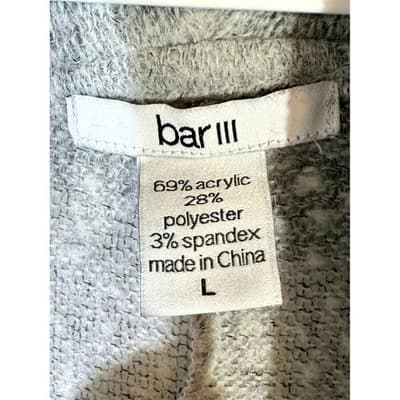 bar III
69% acrylic
28%
polyester
3% spandex
made in China
L